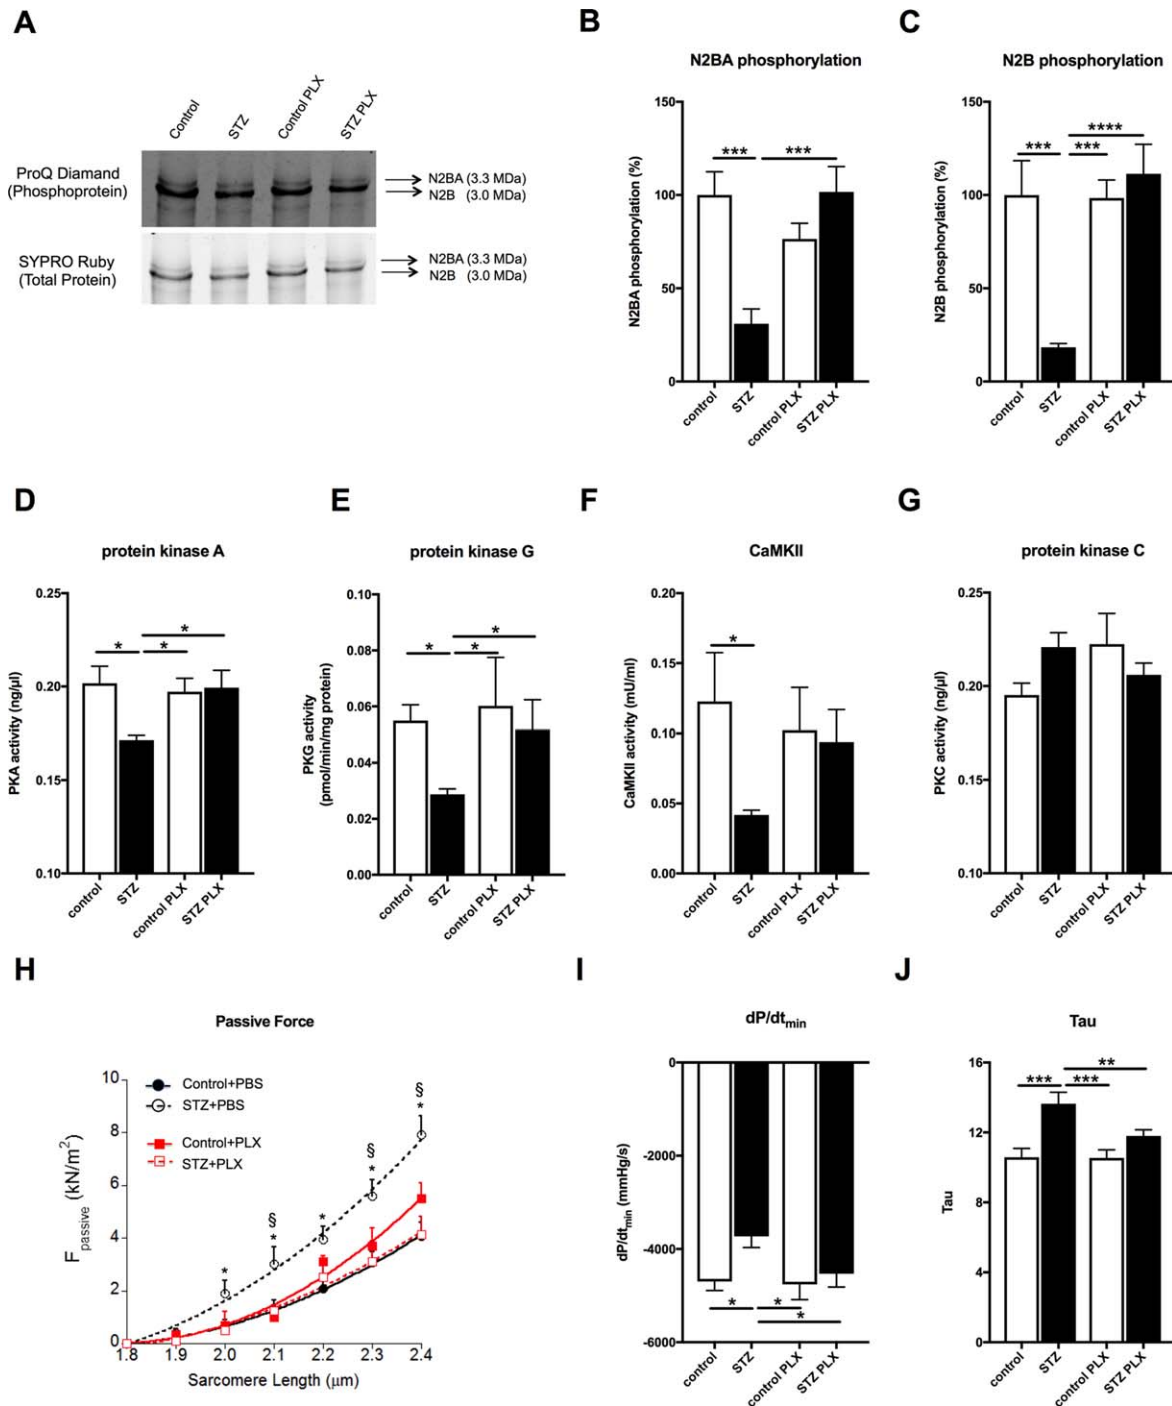 A
Control
STZ
Control PLX
STZ PLX
ProQ Diamand
(Phosphoprotein)
N2BA (3.3 MDa)
N2B (3.0 MDa)
SYPRO Ruby
(Total Protein)
N2BA (3.3 MDa)
N2B (3.0 MDa)
B
N2BA phosphorylation
N2BA phosphorylation (%)
150
100
50
0
***
***
control
STZ
control PLX
STZ PLX
C
N2B phosphorylation
N2B phosphorylation (%)
150
100
50
0
****
***
***
control
STZ
control PLX
STZ PLX
D
protein kinase A
PKA activity (ng/µl)
0.25
0.20
0.15
0.10
*
*
*
control
STZ
control PLX
STZ PLX
E
protein kinase G
PKG activity
(pmol/min/mg protein)
0.10
0.08
0.06
0.04
0.02
0.00
*
*
*
control
STZ
control PLX
STZ PLX
F
CaMKII
CaMKII activity (mU/ml)
0.20
0.15
0.10
0.05
0.00
*
control
STZ
control PLX
STZ PLX
G
protein kinase C
PKC activity (ng/µl)
0.25
0.20
0.15
0.10
control
STZ
control PLX
STZ PLX
H
Passive Force
F passive (kN/m²)
10
8
6
4
2
0
Control+PBS
STZ+PBS
Control+PLX
STZ+PLX
*
§
*
*
§
*
§
*
1.8 1.9 2.0 2.1 2.2 2.3 2.4
Sarcomere Length (µm)
I
dP/dtmin
dP/dtmin (mmHg/s)
0
-2000
-4000
-6000
*
*
*
control
STZ
control PLX
STZ PLX
J
Tau
Tau
16
12
8
4
0
**
***
***
control
STZ
control PLX
STZ PLX